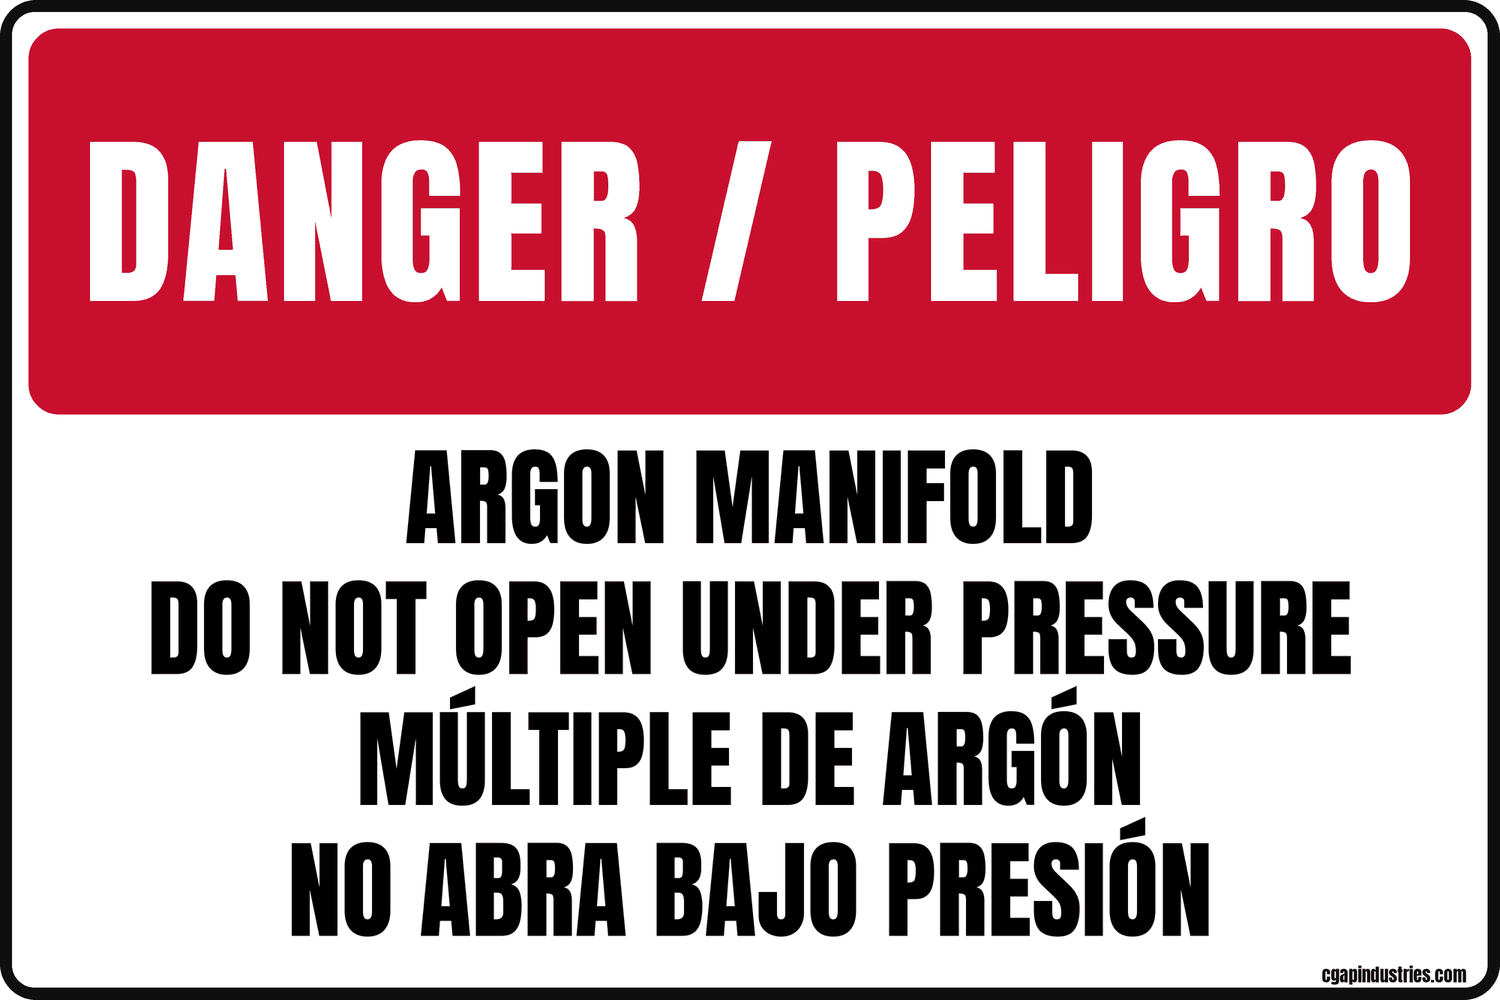 DANGER / PELIGRO
ARGON MANIFOLD
DO NOT OPEN UNDER PRESSURE
MÚLTIPLE DE ARGÓN
NO ABRA BAJO PRESIÓN
cgapindustries.com